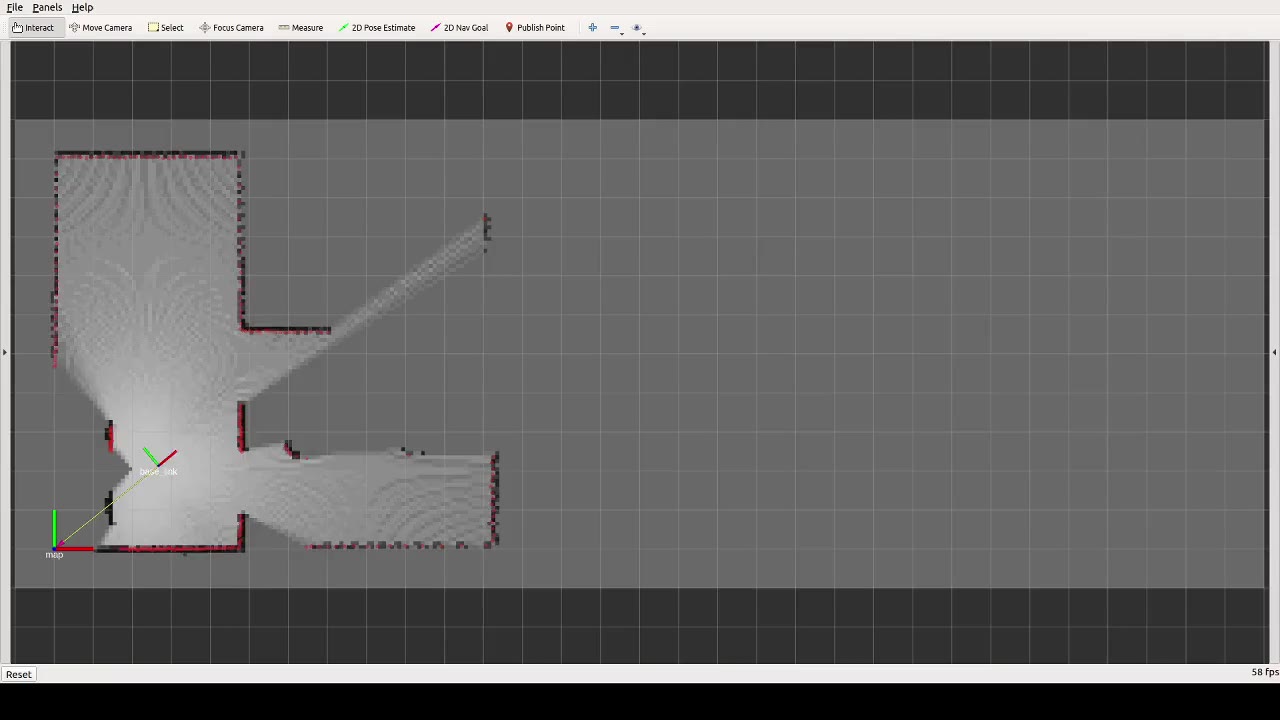 File Panels Help
Interact Move Camera Select Focus Camera Measure 2D Pose Estimate 2D Nav Goal Publish Point
base_link
map
Reset 58 fps